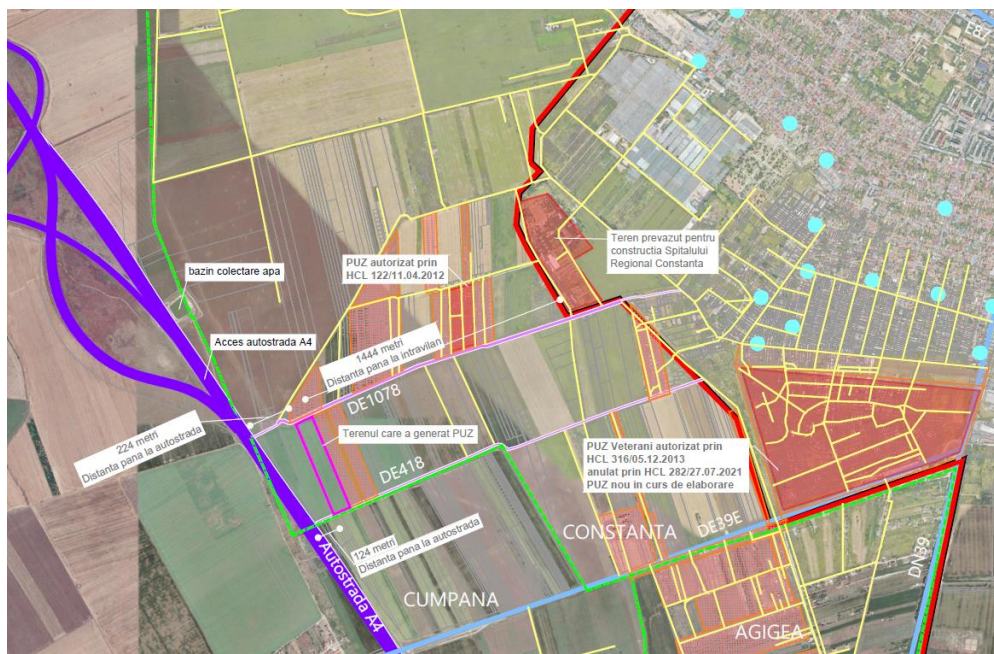 E87
Teren prevazut pentru
constructia Spitalului
Regional Constanta
PUZ autorizat prin
HCL 122/11.04.2012
bazin colectare apa
Acces autostrada A4
1444 metri
Distanta pana la intravilan
DE1078
224 metri
Distanta pana la autostrada
Terenul care a generat PUZ
DE418
PUZ Veterani autorizat prin
HCL 316/05.12.2013
anulat prin HCL 282/27.07.2021
PUZ nou in curs de elaborare
124 metri
Distanta pana la autostrada
CONSTANTA
DE39E
DN39
Autostrada A4
CUMPANA
AGIGEA